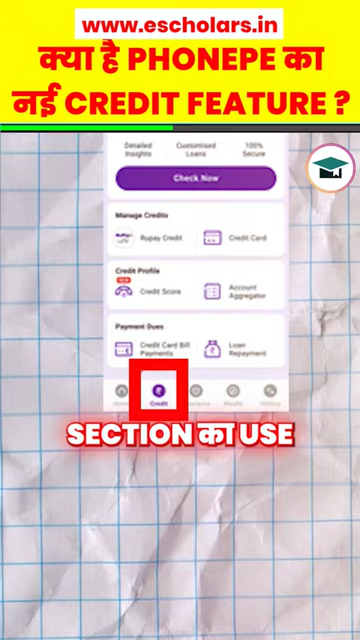 www.escholars.in
क्या है PHONEPE का
नई CREDIT FEATURE ?
Detailed Insights
Customised Loans
100% Secure
Check Now
Manage Credits
Rupay Credit
Credit Card
Credit Profile
Credit Score
Account Aggregator
Payment Dues
Credit Card Bill Payments
Loan Repayment
Credit
SECTION का USE